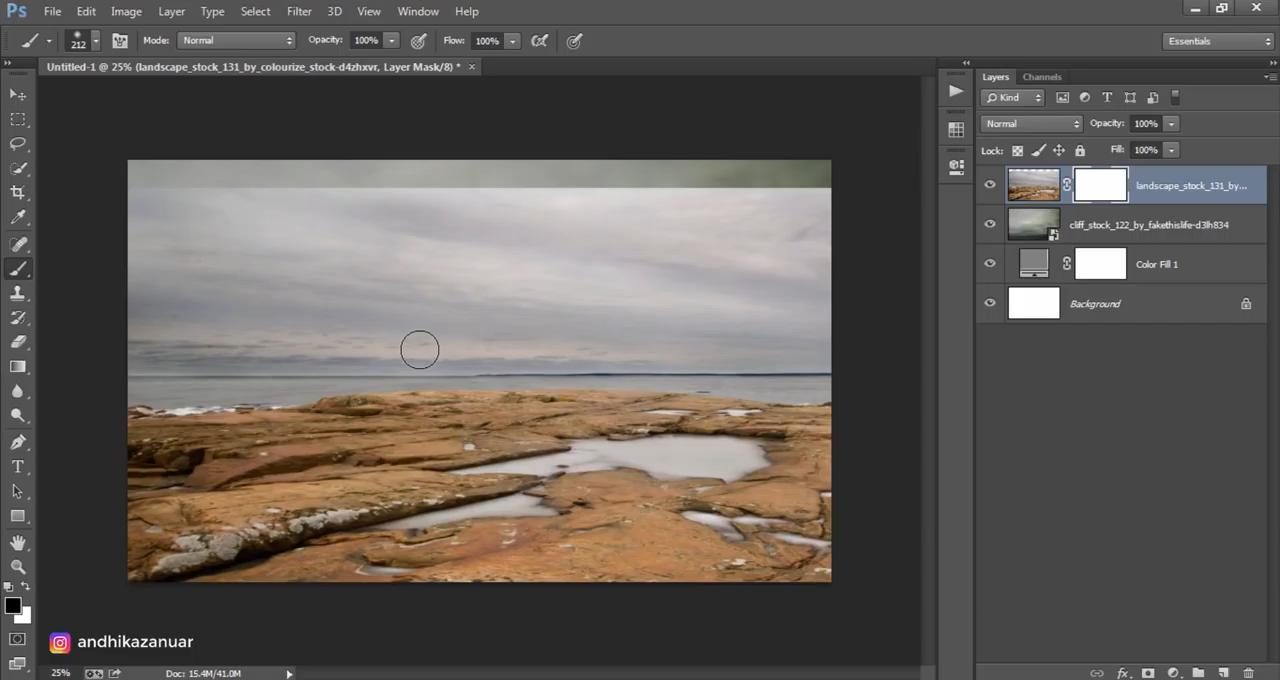 Ps File Edit Image Layer Type Select Filter 3D View Window Help
212 Mode: Normal Opacity: 100% Flow: 100% Essentials
Untitled-1 @ 25% (landscape_stock_131_by_colourize_stock-d4zhxvr, Layer Mask/8) * ×
Layers Channels
Kind
Normal Opacity: 100%
Lock: Fill: 100%
landscape_stock_131_by...
cliff_stock_122_by_fakethislife-d3lh834
Color Fill 1
Background
andhikazanuar
25% Doc: 15.4M/41.0M